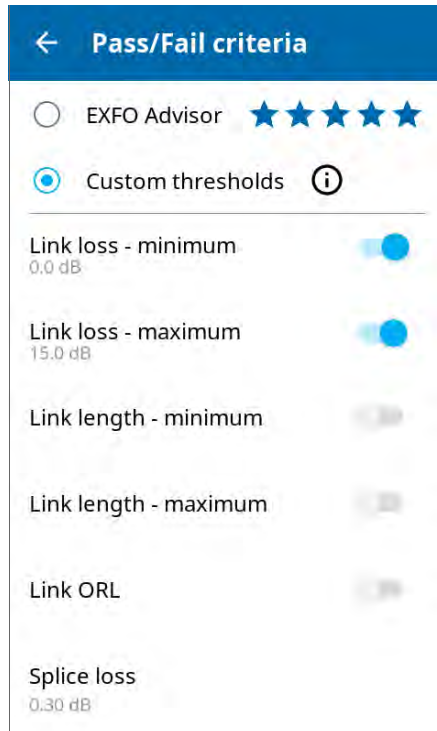 Pass/Fail criteria
EXFO Advisor
Custom thresholds
Link loss - minimum
0.0 dB
Link loss - maximum
15.0 dB
Link length - minimum
Link length - maximum
Link ORL
Splice loss
0.30 dB